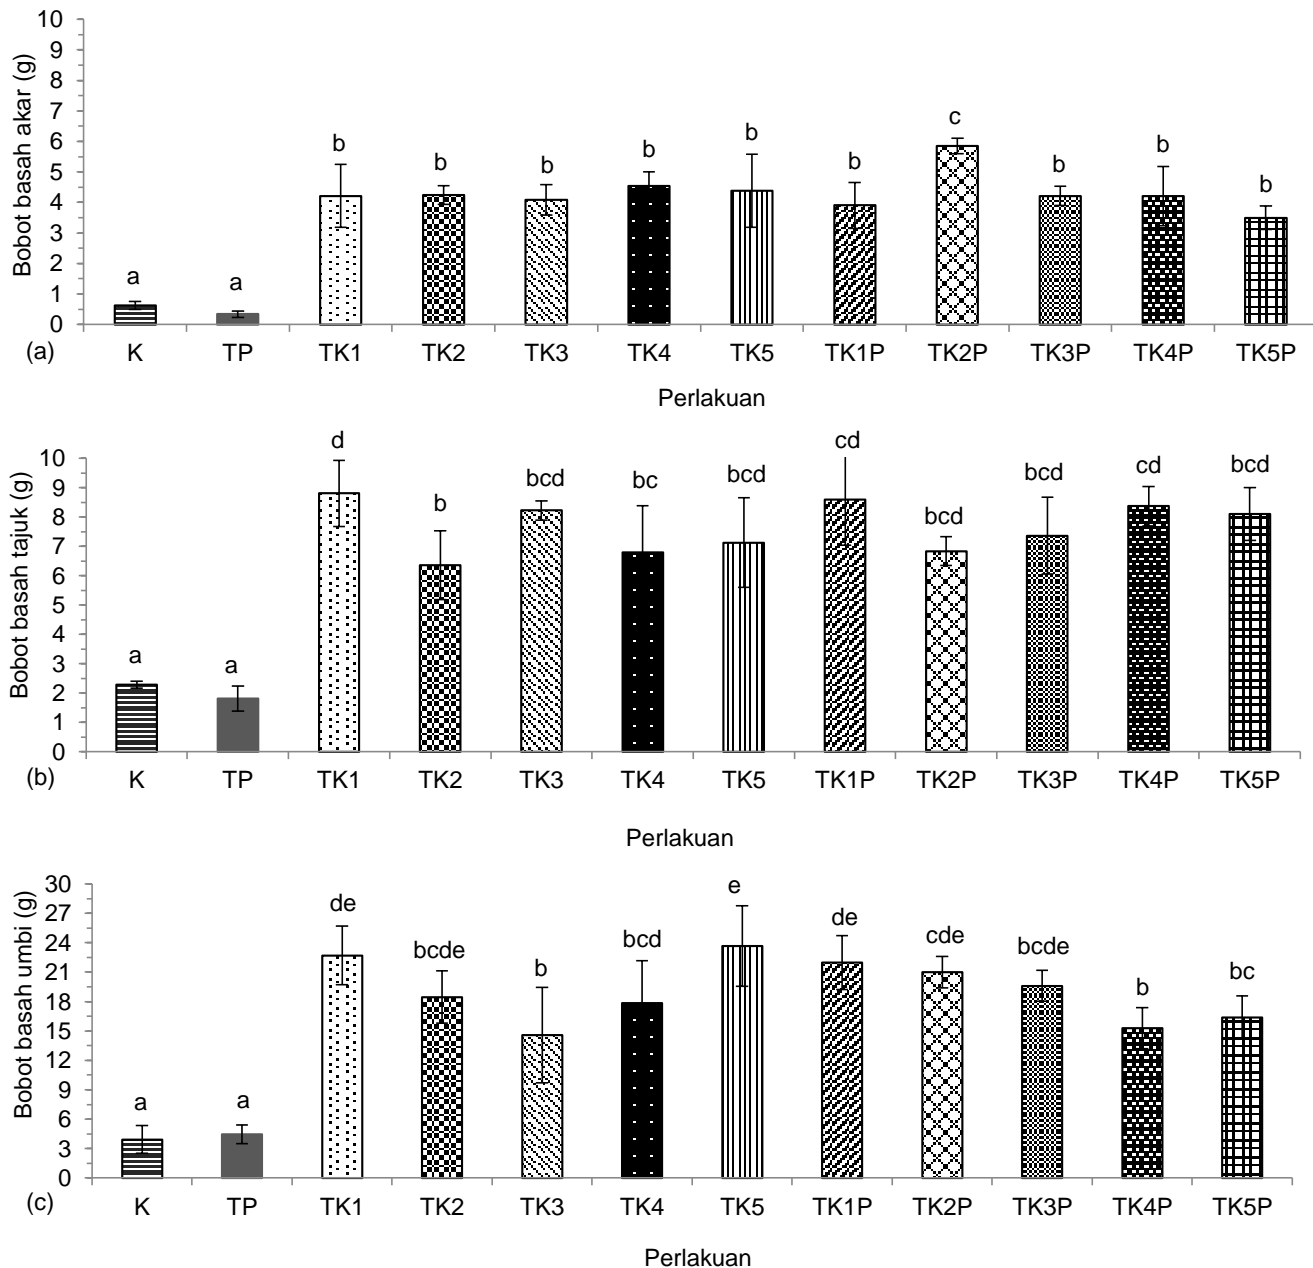 Bobot basah akar (g)
10
9
8
7
6
5
4
3
2
1
0
a a b b b b b b c b b b
(a)
K TP TK1 TK2 TK3 TK4 TK5 TK1P TK2P TK3P TK4P TK5P
Perlakuan
Bobot basah tajuk (g)
10
9
8
7
6
5
4
3
2
1
0
a a d b bcd bc bcd cd bcd bcd cd bcd
(b)
K TP TK1 TK2 TK3 TK4 TK5 TK1P TK2P TK3P TK4P TK5P
Perlakuan
Bobot basah umbi (g)
30
27
24
21
18
15
12
9
6
3
0
a a de bcde b bcd e de cde bcde b bc
(c)
K TP TK1 TK2 TK3 TK4 TK5 TK1P TK2P TK3P TK4P TK5P
Perlakuan